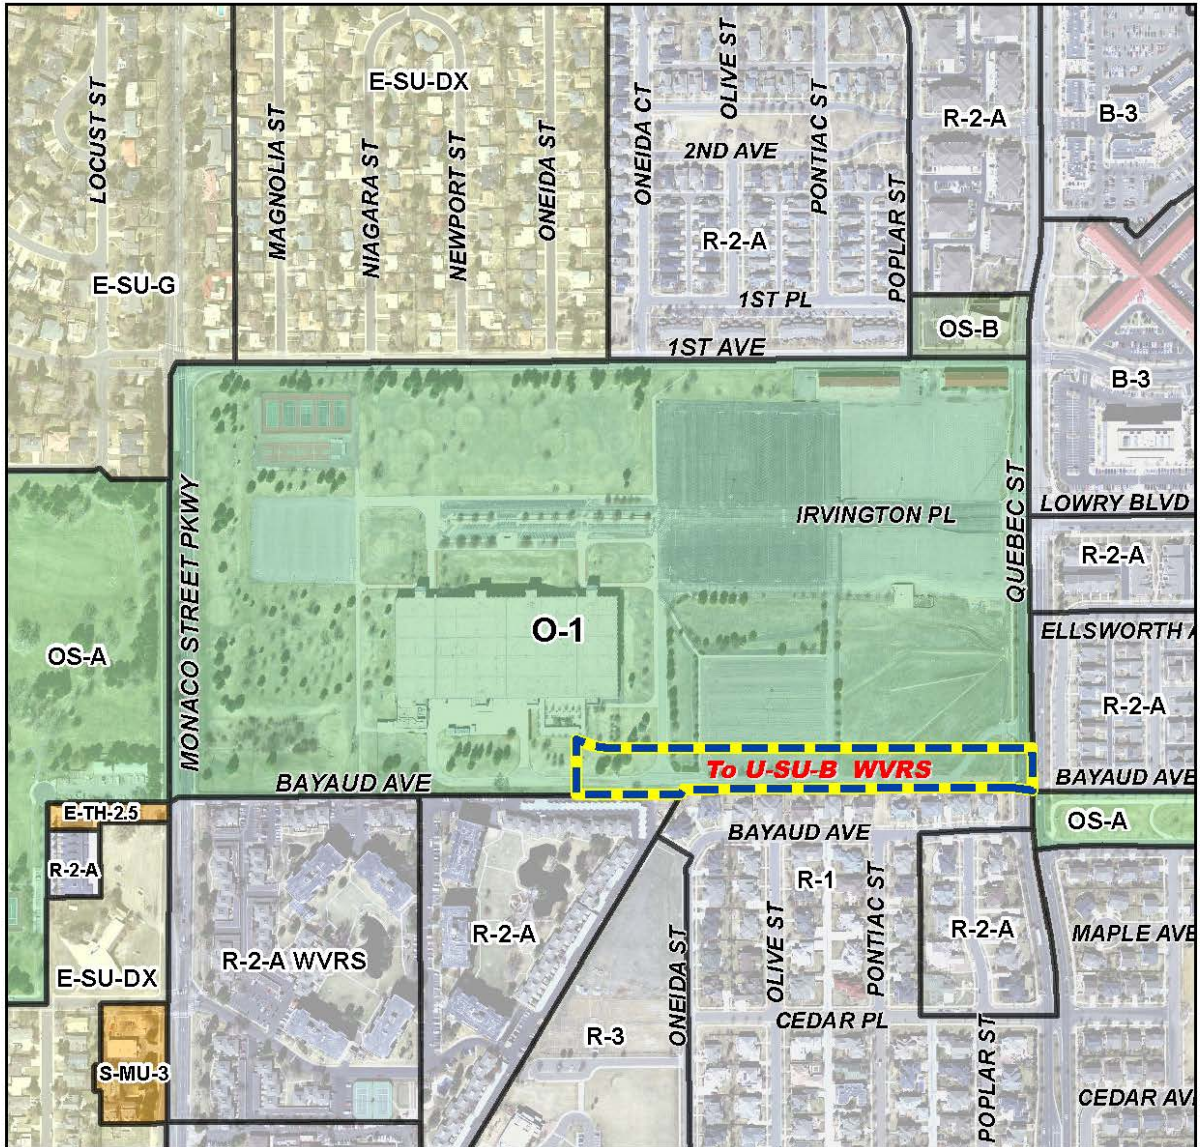 LOCUST ST
E-SU-DX
MAGNOLIA ST
NIAGARA ST
NEWPORT ST
ONEIDA ST
ONEIDA CT
OLIVE ST
PONTIAC ST
2ND AVE
R-2-A
B-3
E-SU-G
R-2-A
POPLAR ST
1ST PL
OS-B
1ST AVE
B-3
MONACO STREET PKWY
IRVINGTON PL
QUEBEC ST
LOWRY BLVD
R-2-A
O-1
ELLSWORTH A
OS-A
R-2-A
To U-SU-B WVRS
BAYAUD AVE
BAYAUD AVE
E-TH-2.5
BAYAUD AVE
OS-A
R-2-A
R-1
OLIVE ST
PONTIAC ST
R-2-A
R-2-A
MAPLE AVE
R-2-A WVRS
E-SU-DX
ONEIDA ST
CEDAR PL
R-3
POPLAR ST
S-MU-3
CEDAR AV